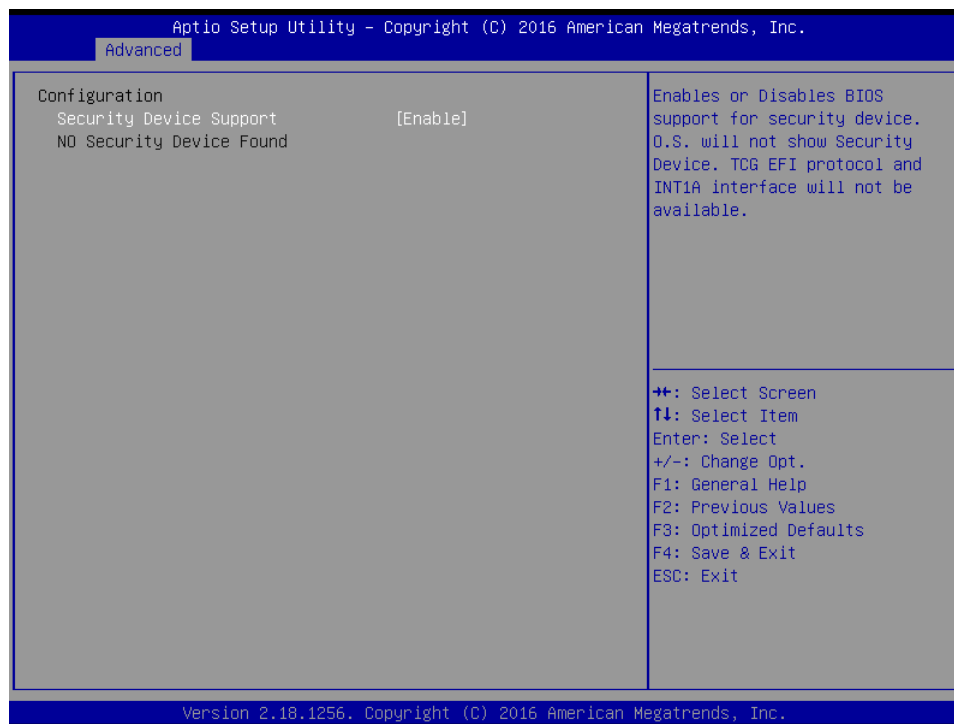 Aptio Setup Utility – Copyright (C) 2016 American Megatrends, Inc.
Advanced
Configuration
Security Device Support [Enable]
NO Security Device Found
Enables or Disables BIOS
support for security device.
O.S. will not show Security
Device. TCG EFI protocol and
INT1A interface will not be
available.
→←: Select Screen
↑↓: Select Item
Enter: Select
+/-: Change Opt.
F1: General Help
F2: Previous Values
F3: Optimized Defaults
F4: Save & Exit
ESC: Exit
Version 2.18.1256. Copyright (C) 2016 American Megatrends, Inc.